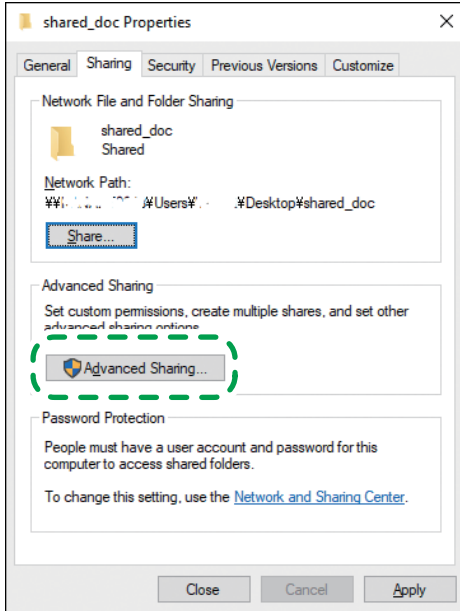 shared_doc Properties
General Sharing Security Previous Versions Customize
Network File and Folder Sharing
shared_doc
Shared
Network Path:
¥Users¥ ¥Desktop¥shared_doc
Share...
Advanced Sharing
Set custom permissions, create multiple shares, and set other
advanced sharing options.
Advanced Sharing...
Password Protection
People must have a user account and password for this
computer to access shared folders.
To change this setting, use the Network and Sharing Center.
Close Cancel Apply